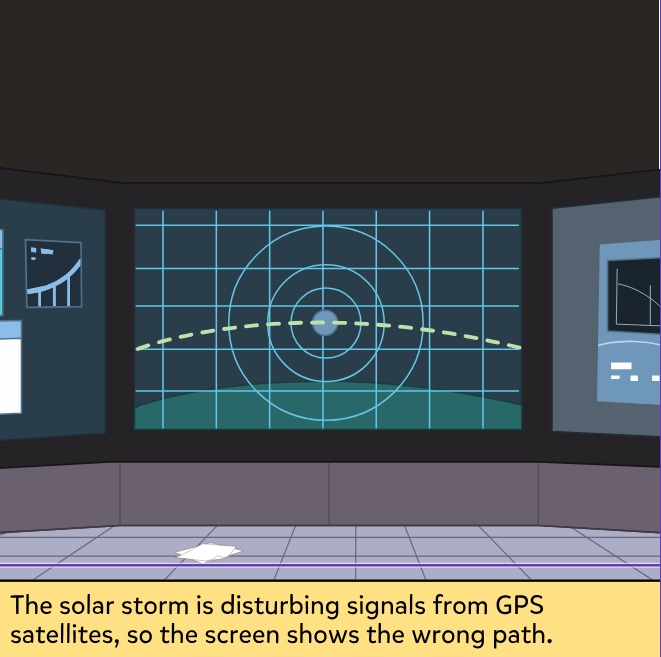 The solar storm is disturbing signals from GPS
satellites, so the screen shows the wrong path.